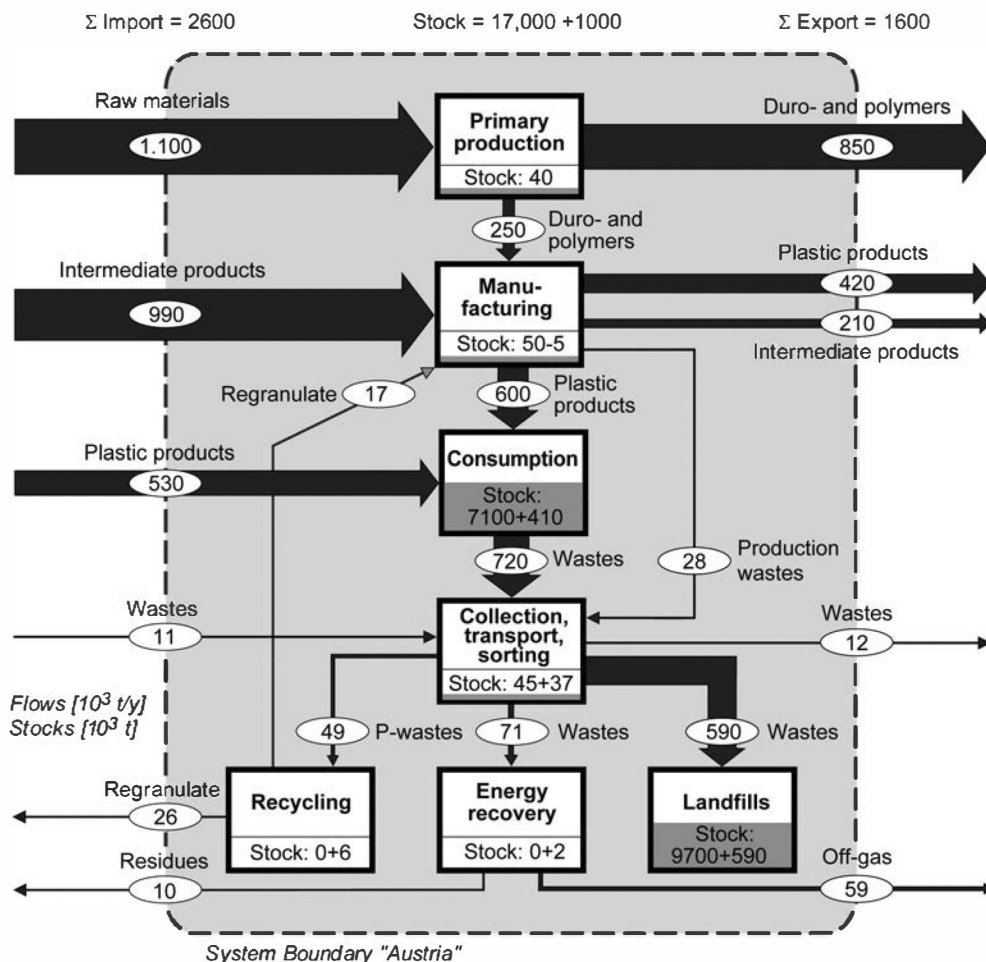 Σ Import = 2600
Stock = 17,000 +1000
Σ Export = 1600
Raw materials
1.100
Primary
production
Stock: 40
Duro- and polymers
850
250
Duro- and
polymers
Intermediate products
990
Manu-
facturing
Stock: 50-5
Plastic products
420
210
Intermediate products
Regranulate
17
600
Plastic
products
Plastic products
530
Consumption
Stock:
7100+410
720
Wastes
28
Production
wastes
Wastes
11
Collection,
transport,
sorting
Stock: 45+37
Wastes
12
Flows [10³ t/y]
Stocks [10³ t]
49
P-wastes
71
Wastes
590
Wastes
Regranulate
26
Recycling
Stock: 0+6
Energy
recovery
Stock: 0+2
Landfills
Stock:
9700+590
Residues
10
Off-gas
59
System Boundary "Austria"